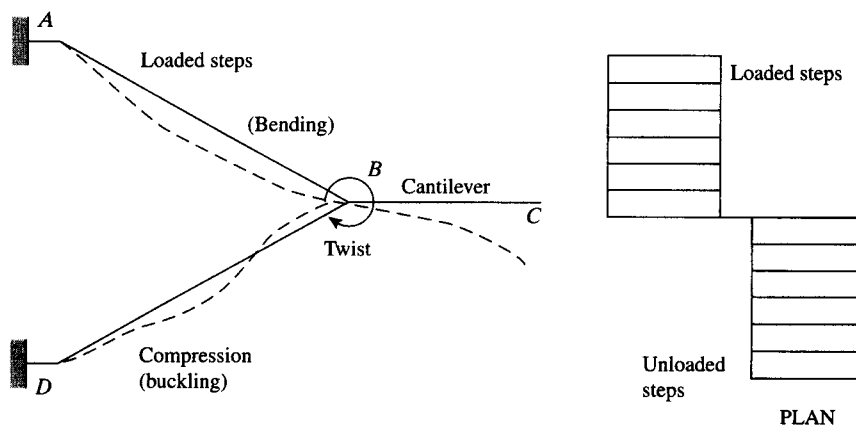 A
Loaded steps
(Bending)
B
Cantilever
C
Twist
Compression
(buckling)
D
Loaded steps
Unloaded
steps
PLAN